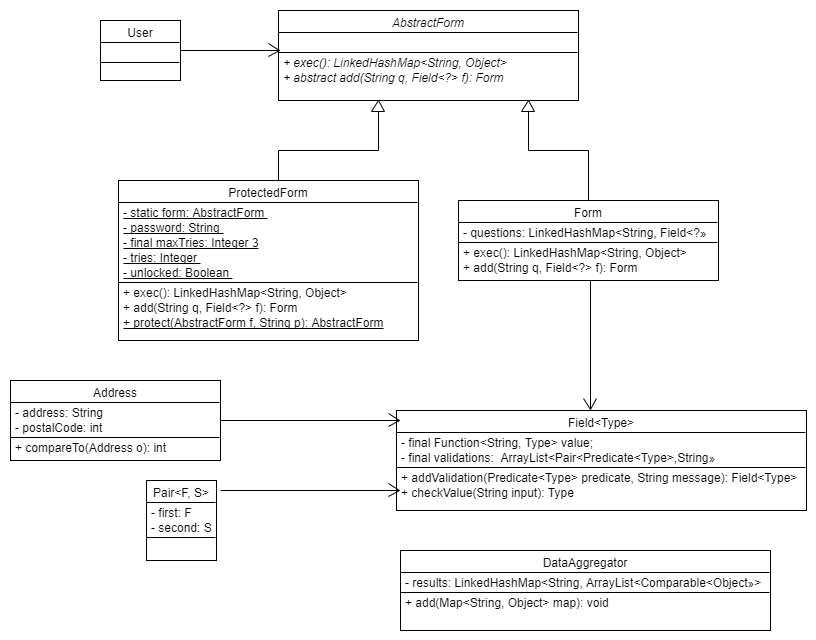 User
AbstractForm
+ exec(): LinkedHashMap<String, Object>
+ abstract add(String q, Field<?> f): Form
ProtectedForm
- static form: AbstractForm
- password: String
- final maxTries: Integer 3
- tries: Integer
- unlocked: Boolean
+ exec(): LinkedHashMap<String, Object>
+ add(String q, Field<?> f): Form
+ protect(AbstractForm f, String p): AbstractForm
Form
- questions: LinkedHashMap<String, Field<?»
+ exec(): LinkedHashMap<String, Object>
+ add(String q, Field<?> f): Form
Address
- address: String
- postalCode: int
+ compareTo(Address o): int
Field<Type>
- final Function<String, Type> value;
- final validations: ArrayList<Pair<Predicate<Type>,String»
+ addValidation(Predicate<Type> predicate, String message): Field<Type>
+ checkValue(String input): Type
Pair<F, S>
- first: F
- second: S
DataAggregator
- results: LinkedHashMap<String, ArrayList<Comparable<Object»>
+ add(Map<String, Object> map): void